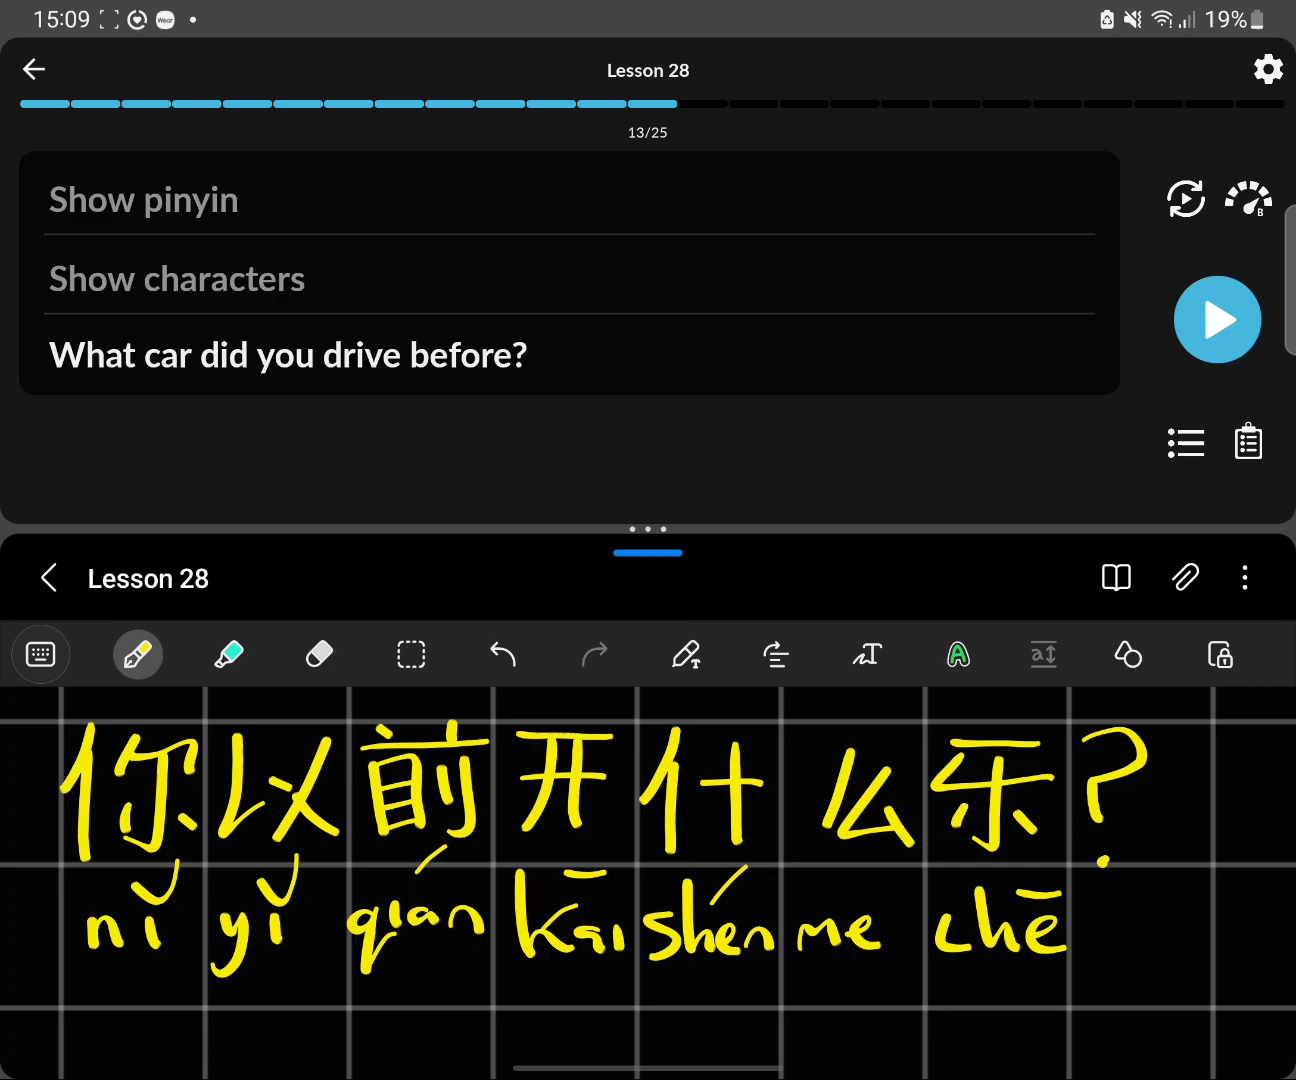 15:09
Wear
19%
Lesson 28
13/25
Show pinyin
Show characters
What car did you drive before?
B
Lesson 28
你以前开什么乐?
nǐ yǐ qián kāi shén me chē